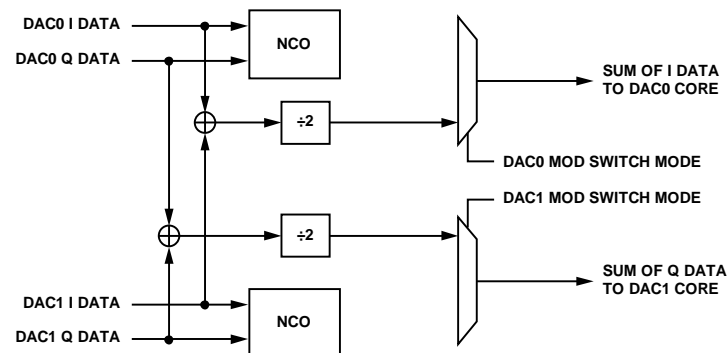 DAC0 I DATA
NCO
DAC0 Q DATA
SUM OF I DATA
TO DAC0 CORE
÷2
DAC0 MOD SWITCH MODE
DAC1 MOD SWITCH MODE
÷2
SUM OF Q DATA
TO DAC1 CORE
DAC1 I DATA
NCO
DAC1 Q DATA